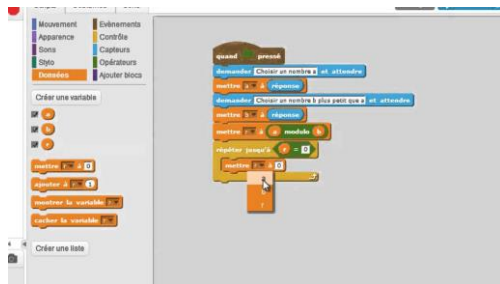 Mouvement Evènements
Apparence Contrôle
Sons Capteurs
Stylo Opérateurs
Données Ajouter blocs
Créer une variable
a
b
r
mettre r à 0
ajouter à r 1
montrer la variable r
cacher la variable r
Créer une liste
quand pressé
demander Choisir un nombre a et attendre
mettre a à réponse
demander Choisir un nombre b plus petit que a et attendre
mettre b à réponse
mettre r à a modulo b
répéter jusqu'à r = 0
mettre r à 0
a
r